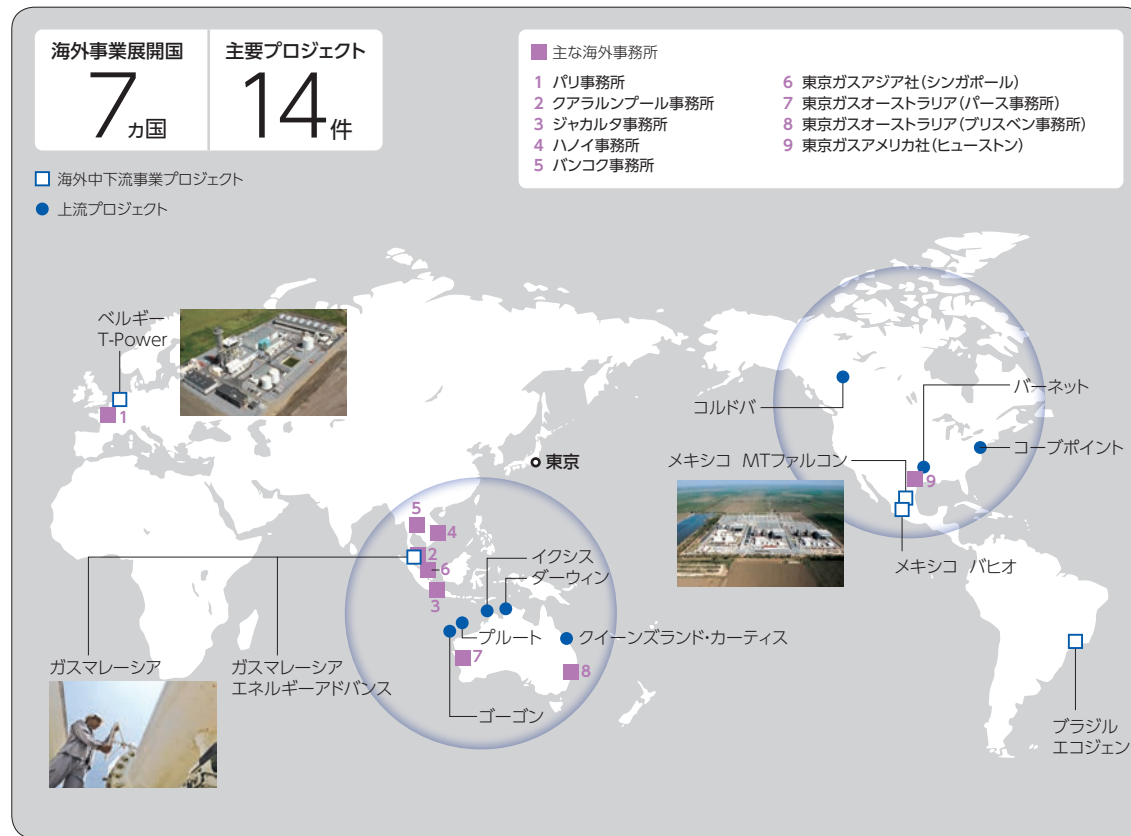 海外事業展開国
7ヵ国
主要プロジェクト
14件
海外中下流事業プロジェクト
上流プロジェクト
主な海外事務所
1 パリ事務所
2 クアラルンプール事務所
3 ジャカルタ事務所
4 ハノイ事務所
5 バンコク事務所
6 東京ガスアジア社(シンガポール)
7 東京ガスオーストラリア(パース事務所)
8 東京ガスオーストラリア(ブリスベン事務所)
9 東京ガスアメリカ社(ヒューストン)
ベルギー
T-Power
1
東京
コルドバ
バーネット
コーブポイント
メキシコ MTファルコン
9
メキシコ バヒオ
5
4
2
6
3
イクシス
ダーウィン
プルート
クイーンズランド・カーティス
7
8
ゴーゴン
ガスマレーシア
ガスマレーシア
エネルギーアドバンス
ブラジル
エコジェン